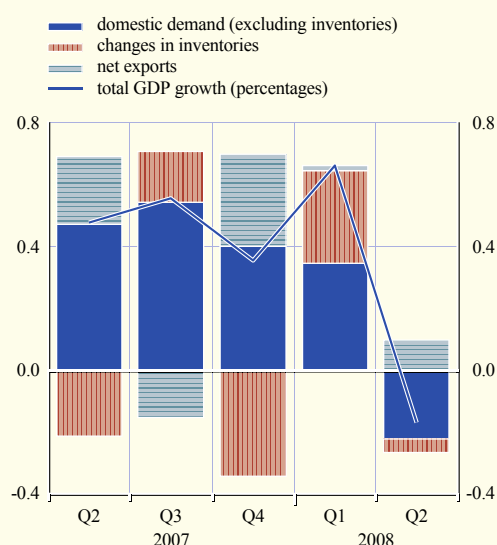 domestic demand (excluding inventories)
changes in inventories
net exports
total GDP growth (percentages)
0.8 0.8
0.4 0.4
0.0 0.0
-0.4 -0.4
Q2 Q3 Q4 Q1 Q2
2007 2008